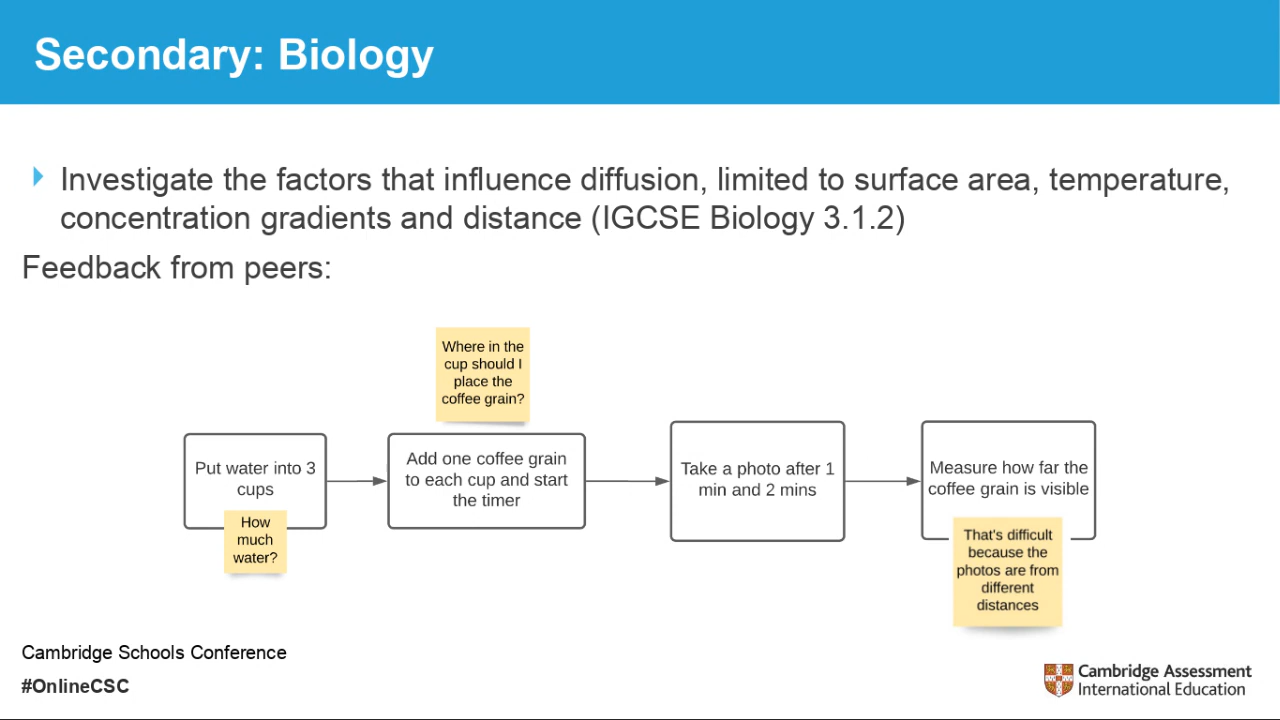 Secondary: Biology
Investigate the factors that influence diffusion, limited to surface area, temperature,
concentration gradients and distance (IGCSE Biology 3.1.2)
Feedback from peers:
Where in the
cup should I
place the
coffee grain?
Put water into 3
cups
How
much
water?
Add one coffee grain
to each cup and start
the timer
Take a photo after 1
min and 2 mins
Measure how far the
coffee grain is visible
That's difficult
because the
photos are from
different
distances
Cambridge Schools Conference
#OnlineCSC
Cambridge Assessment
International Education